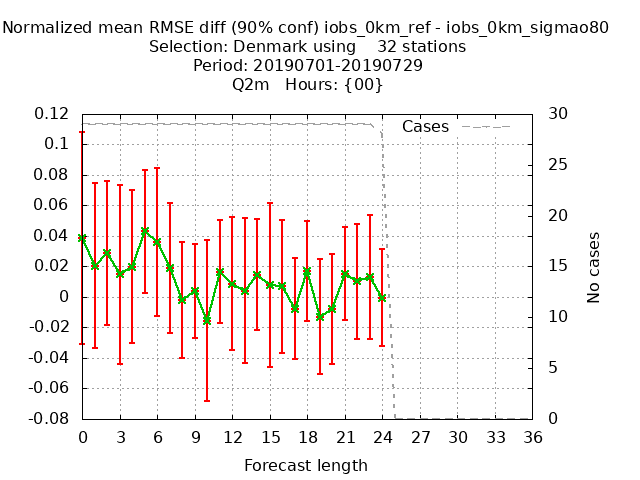 Normalized mean RMSE diff (90% conf) iobs_0km_ref - iobs_0km_sigmao80
Selection: Denmark using    32 stations
Period: 20190701-20190729
Q2m   Hours: {00}
0.12
0.1
0.08
0.06
0.04
0.02
0
-0.02
-0.04
-0.06
-0.08
Cases
30
25
20
15
10
5
0
No cases
0 3 6 9 12 15 18 21 24 27 30 33 36
Forecast length